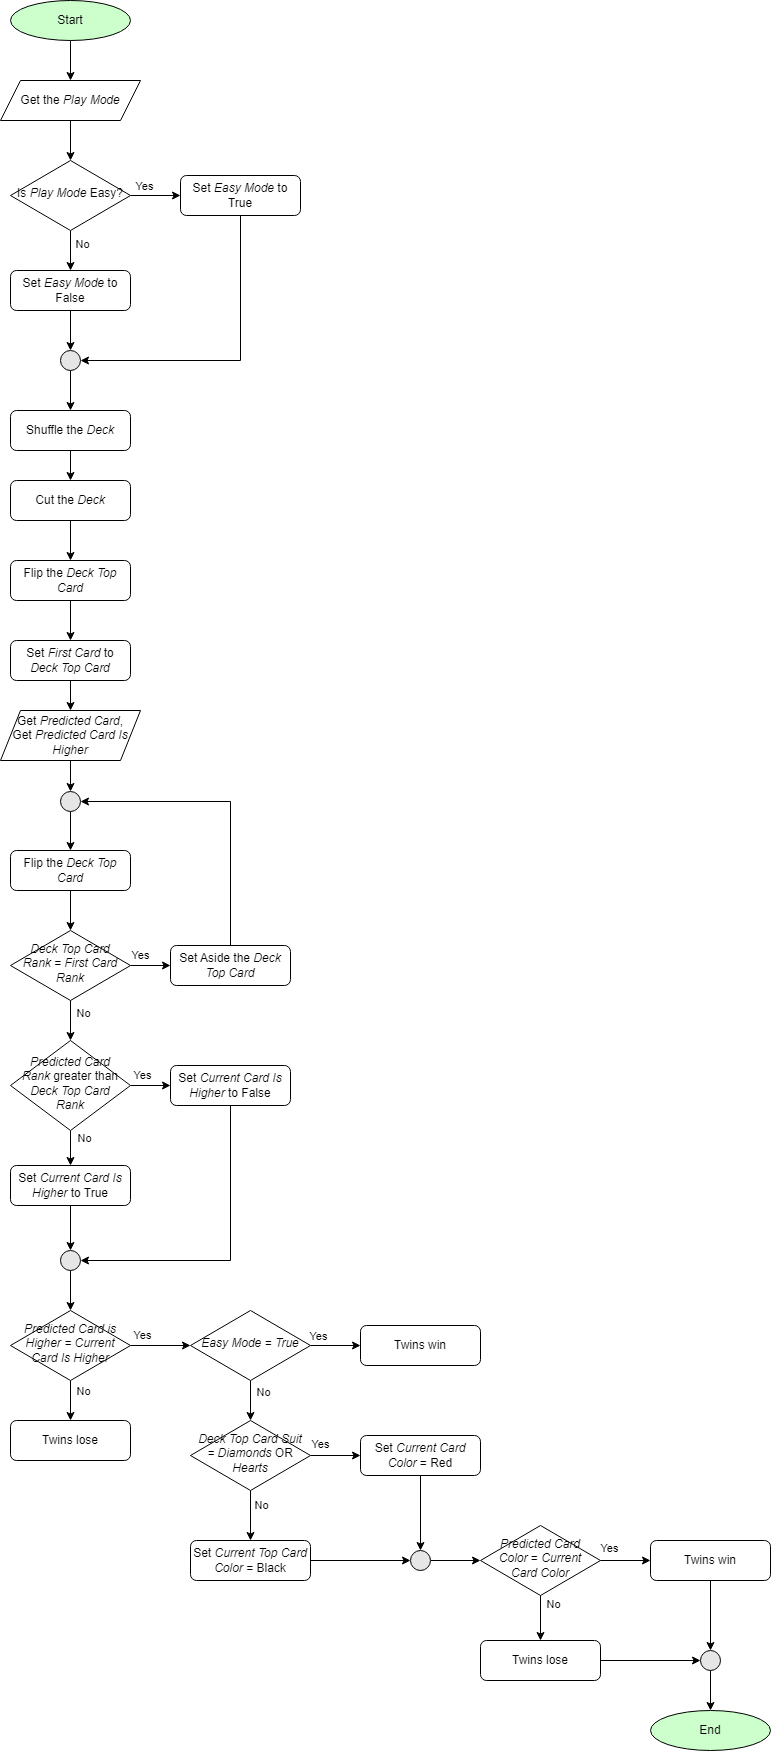 Start
Get the Play Mode
Is Play Mode Easy?
Yes
Set Easy Mode to
True
No
Set Easy Mode to
False
Shuffle the Deck
Cut the Deck
Flip the Deck Top
Card
Set First Card to
Deck Top Card
Get Predicted Card,
Get Predicted Card Is
Higher
Flip the Deck Top
Card
Deck Top Card
Rank = First Card
Rank
Yes
Set Aside the Deck
Top Card
No
Predicted Card
Rank greater than
Deck Top Card
Rank
Yes
Set Current Card Is
Higher to False
No
Set Current Card Is
Higher to True
Predicted Card is
Higher = Current
Card Is Higher
Yes
Easy Mode = True
Yes
Twins win
No
Twins lose
No
Deck Top Card Suit
= Diamonds OR
Hearts
Yes
Set Current Card
Color = Red
No
Set Current Top Card
Color = Black
Predicted Card
Color = Current
Card Color
Yes
Twins win
No
Twins lose
End